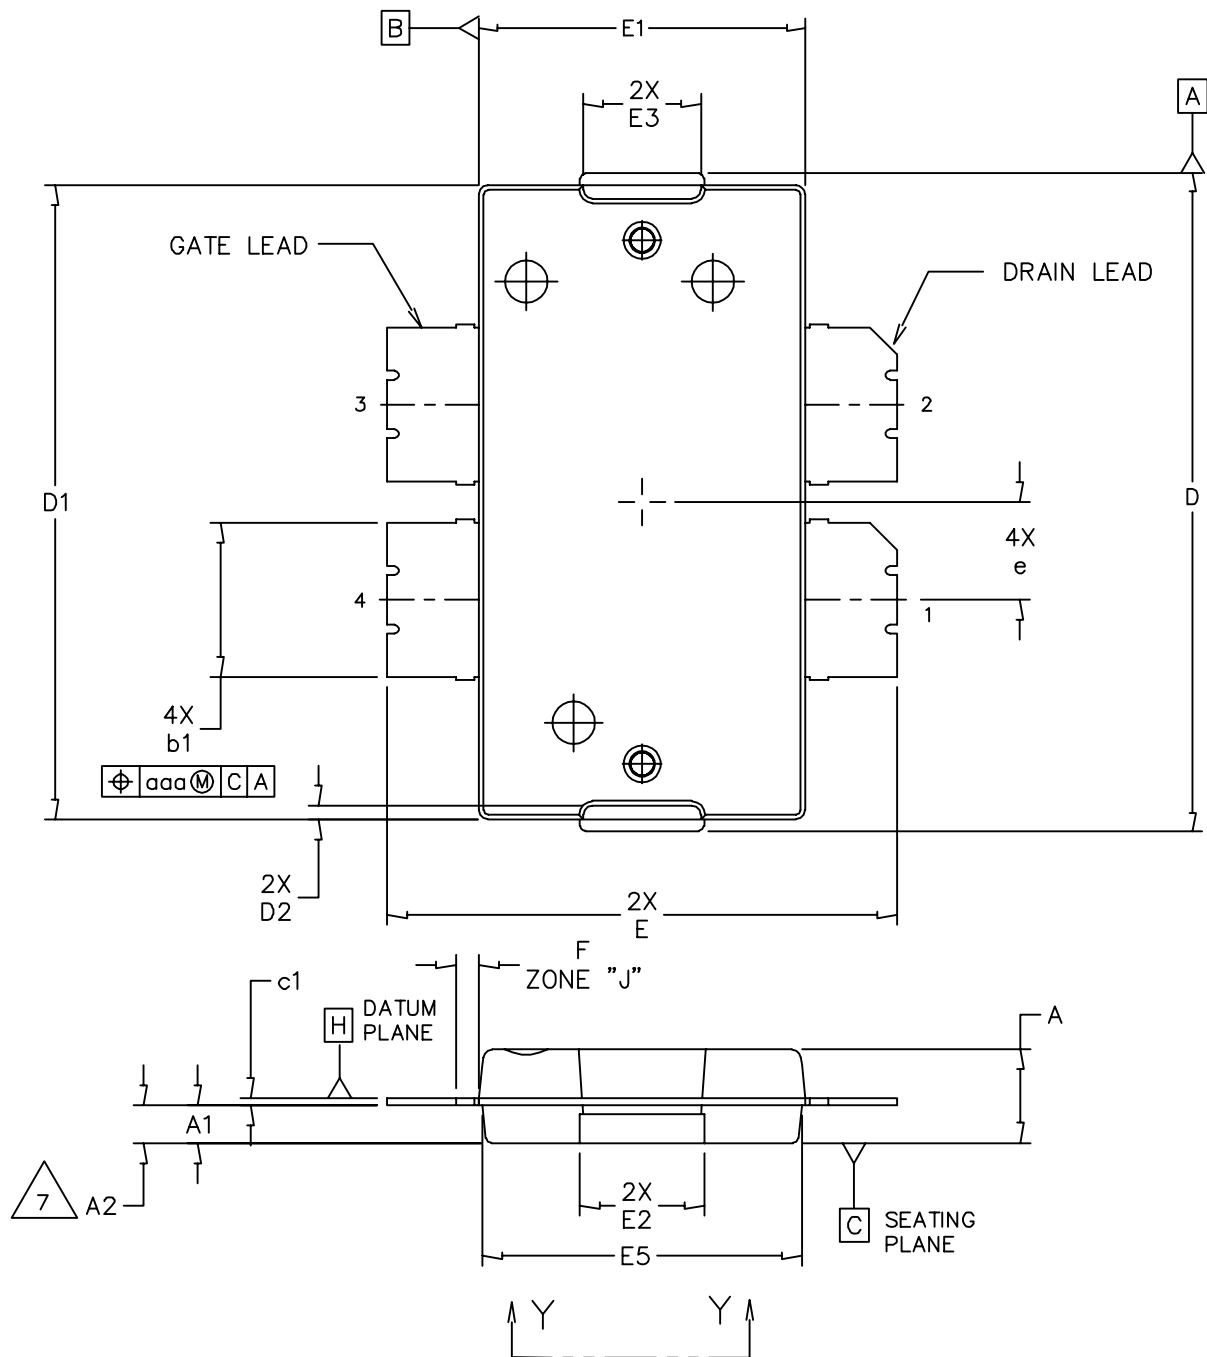 B
E1
2X
E3
A
GATE LEAD
DRAIN LEAD
3
2
D1
D
4X
e
4
1
4X
b1
⌖ aaa Ⓜ C A
2X
D2
2X
E
F
ZONE "J"
c1
H
DATUM
PLANE
A
A1
7
A2
2X
E2
C
SEATING
PLANE
E5
Y
Y